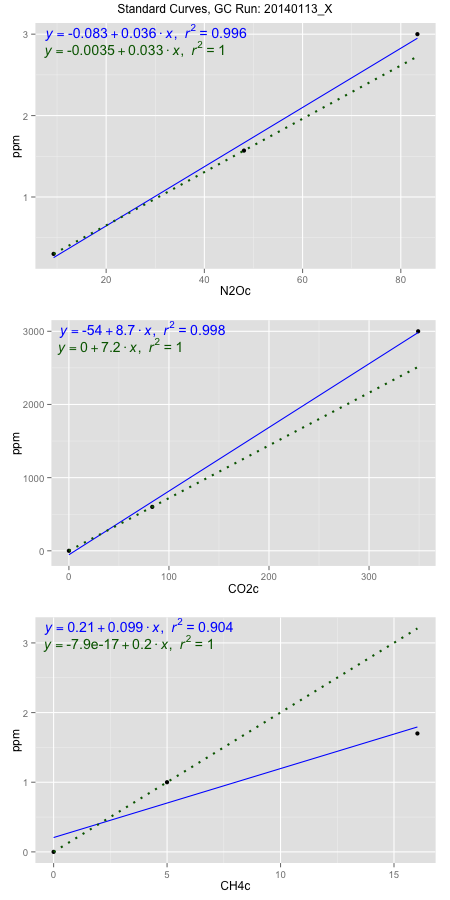 Standard Curves, GC Run: 20140113_X
y = -0.083 + 0.036 · x, r² = 0.996
y = -0.0035 + 0.033 · x, r² = 1
3
2
1
ppm
20 40 60 80
N2Oc
y = -54 + 8.7 · x, r² = 0.998
y = 0 + 7.2 · x, r² = 1
3000
2000
1000
0
ppm
0 100 200 300
CO2c
y = 0.21 + 0.099 · x, r² = 0.904
y = -7.9e-17 + 0.2 · x, r² = 1
3
2
1
0
ppm
0 5 10 15
CH4c